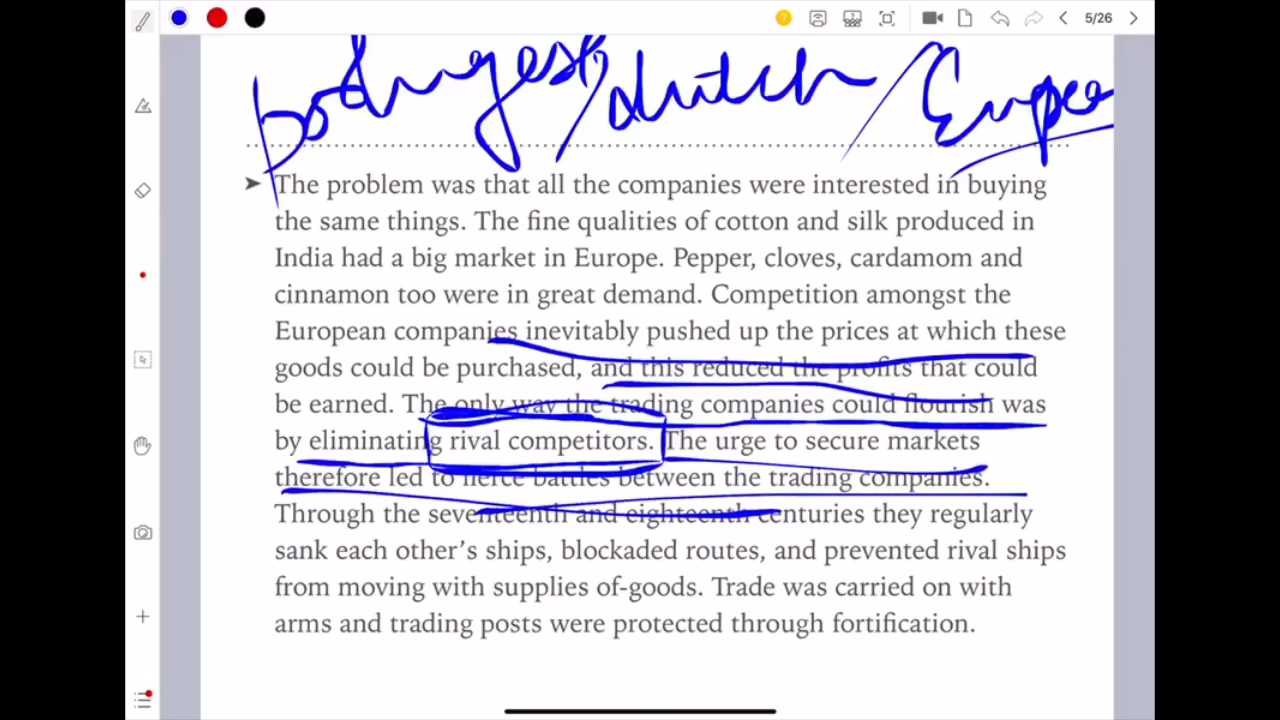 5/26
portugest/dutch/Europea
➤ The problem was that all the companies were interested in buying
the same things. The fine qualities of cotton and silk produced in
India had a big market in Europe. Pepper, cloves, cardamom and
cinnamon too were in great demand. Competition amongst the
European companies inevitably pushed up the prices at which these
goods could be purchased, and this reduced the profits that could
be earned. The only way the trading companies could flourish was
by eliminating rival competitors. The urge to secure markets
therefore led to fierce battles between the trading companies.
Through the seventeenth and eighteenth centuries they regularly
sank each other’s ships, blockaded routes, and prevented rival ships
from moving with supplies of-goods. Trade was carried on with
arms and trading posts were protected through fortification.